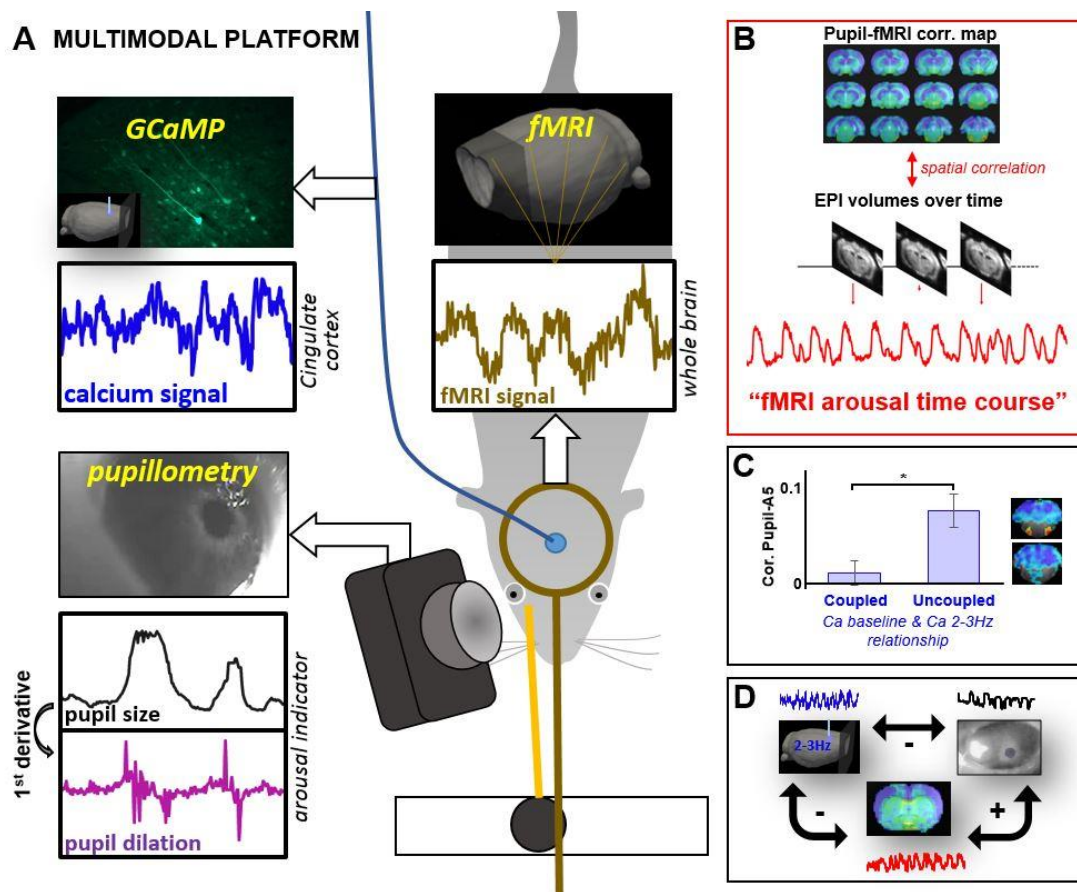 A MULTIMODAL PLATFORM
GCaMP
fMRI
calcium signal
Cingulate
cortex
fMRI signal
whole brain
pupillometry
pupil size
1st derivative
pupil dilation
arousal indicator
B
Pupil-fMRI corr. map
spatial correlation
EPI volumes over time
“fMRI arousal time course”
C
Cor. Pupil-A5
0.1
0
*
Coupled Uncoupled
Ca baseline & Ca 2-3Hz
relationship
D
2-3Hz
-
-
+